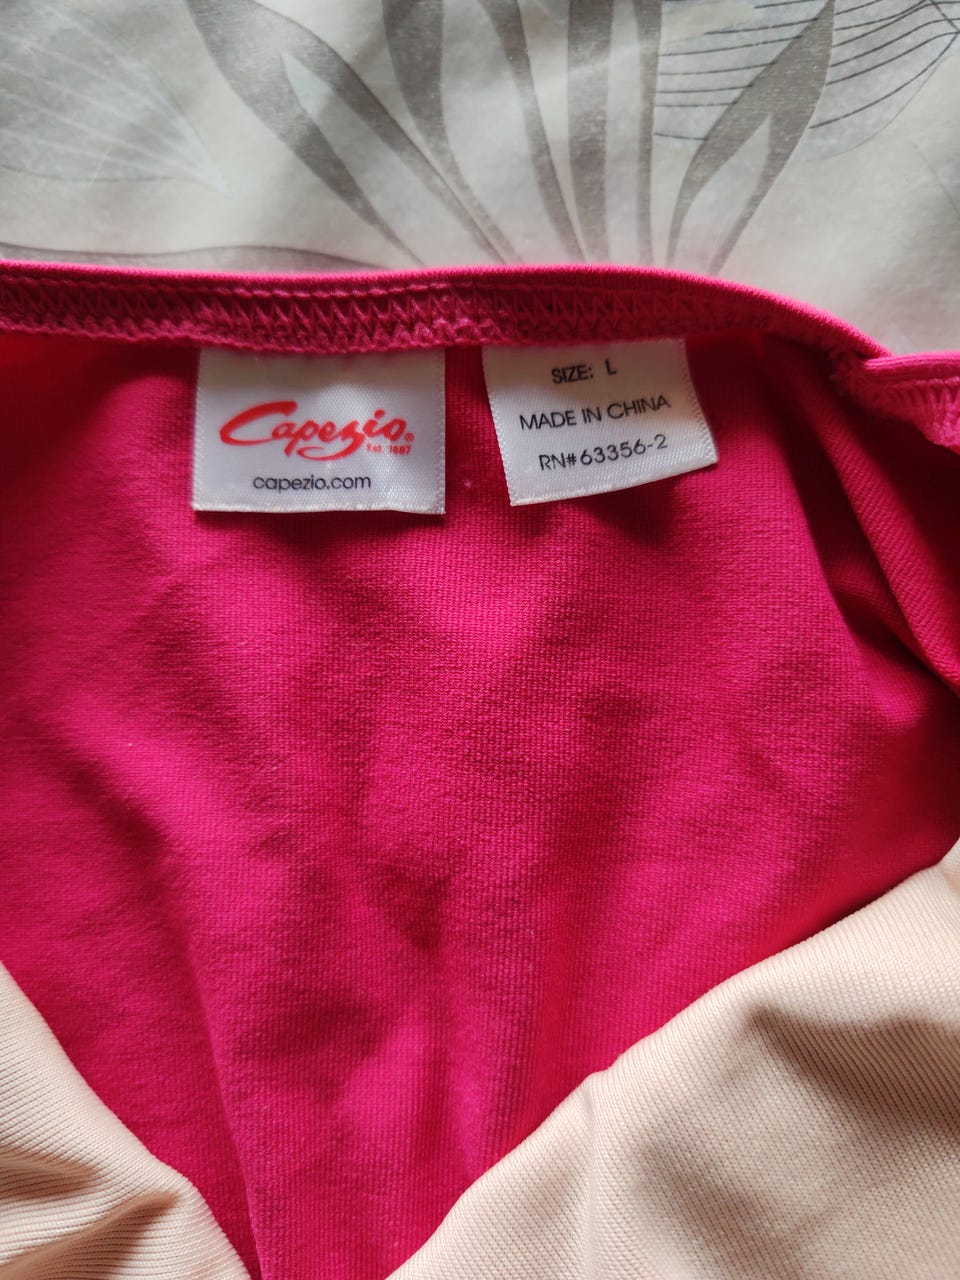 Capezio®
Est. 1887
capezio.com
SIZE: L
MADE IN CHINA
RN#63356-2